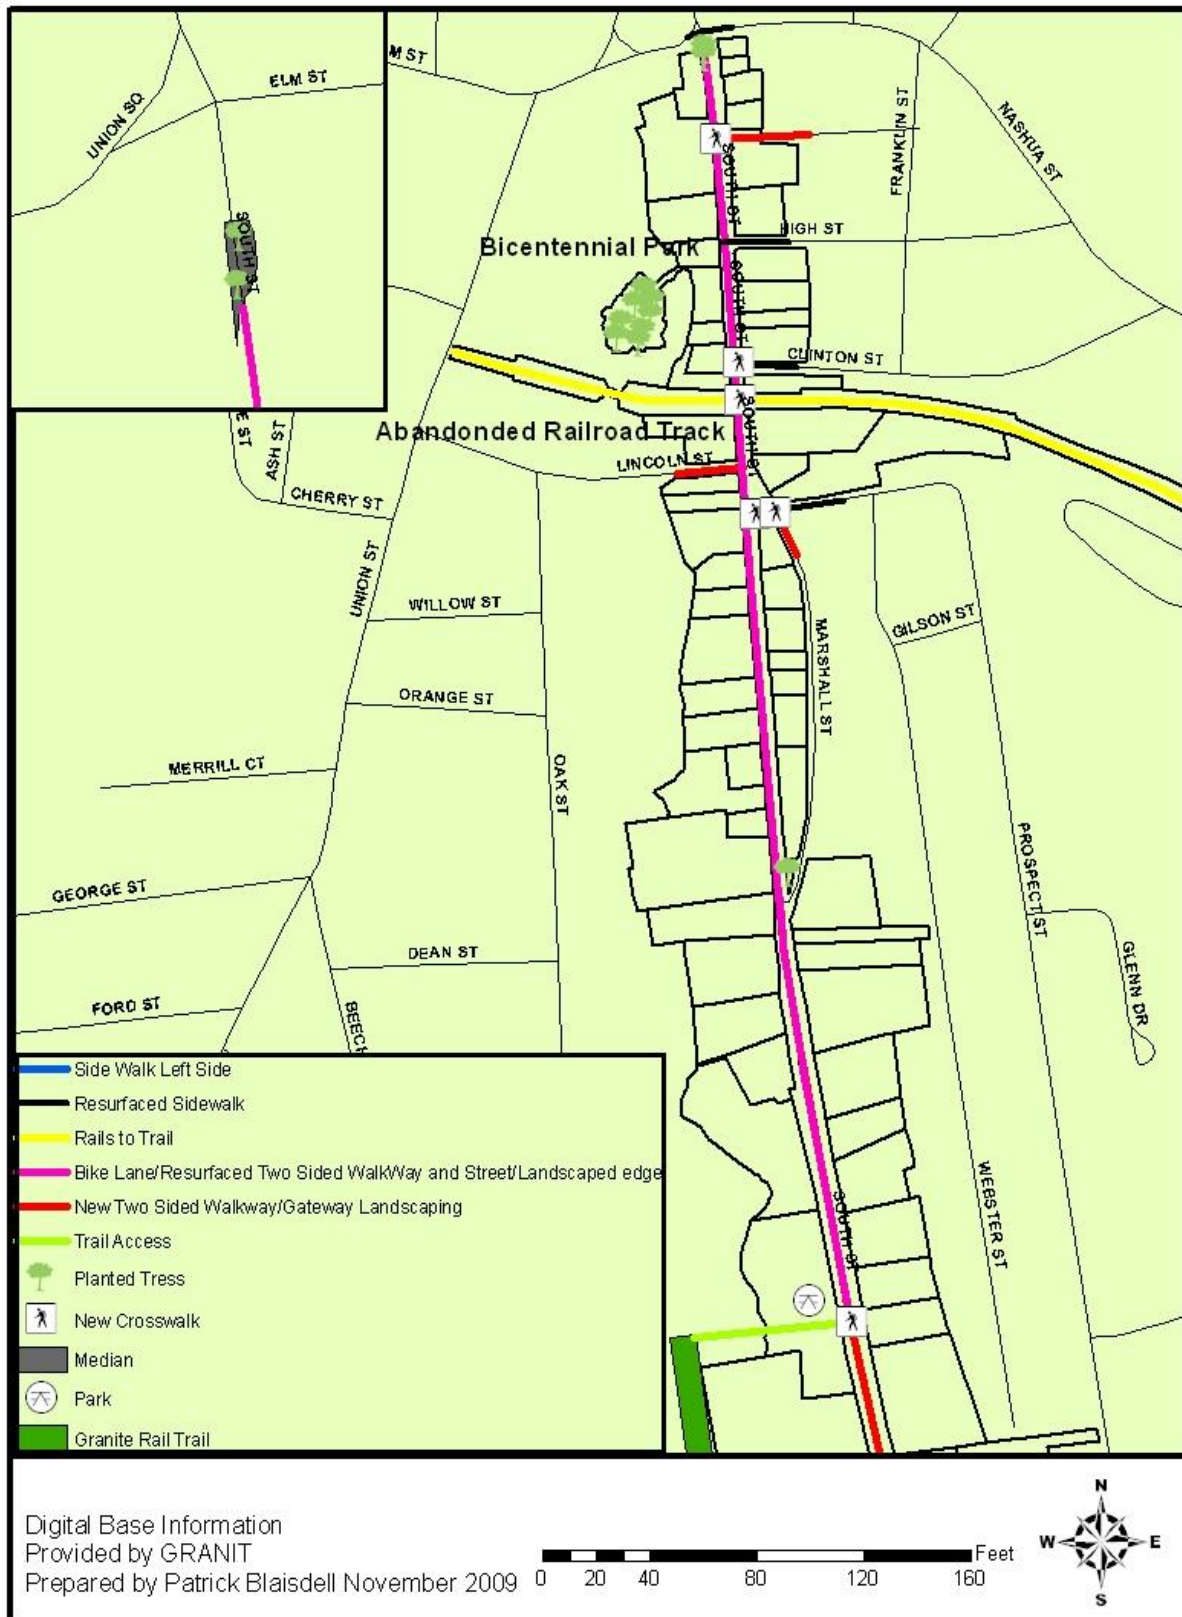 ELM ST
UNION SQ
SOUTH ST
M ST
NASHUA ST
FRANKLIN ST
SOUTH ST
HIGH ST
Bicentennial Park
SOUTH ST
CLINTON ST
SOUTH ST
Abandonded Railroad Track
LINCOLN ST
E ST
ASH ST
CHERRY ST
UNION ST
WILLOW ST
GILSON ST
MARSHALL ST
ORANGE ST
MERRILL CT
OAK ST
PROSPECT ST
GEORGE ST
DEAN ST
GLENN DR
FORD ST
BEECH
WEBSTER ST
SOUTH ST
Side Walk Left Side
Resurfaced Sidewalk
Rails to Trail
Bike Lane/Resurfaced Two Sided WalkWay and Street/Landscaped edge
New Two Sided Walkway/Gateway Landscaping
Trail Access
Planted Tress
New Crosswalk
Median
Park
Granite Rail Trail
Digital Base Information
Provided by GRANIT
Prepared by Patrick Blaisdell November 2009
Feet
0 20 40 80 120 160
N
W E
S